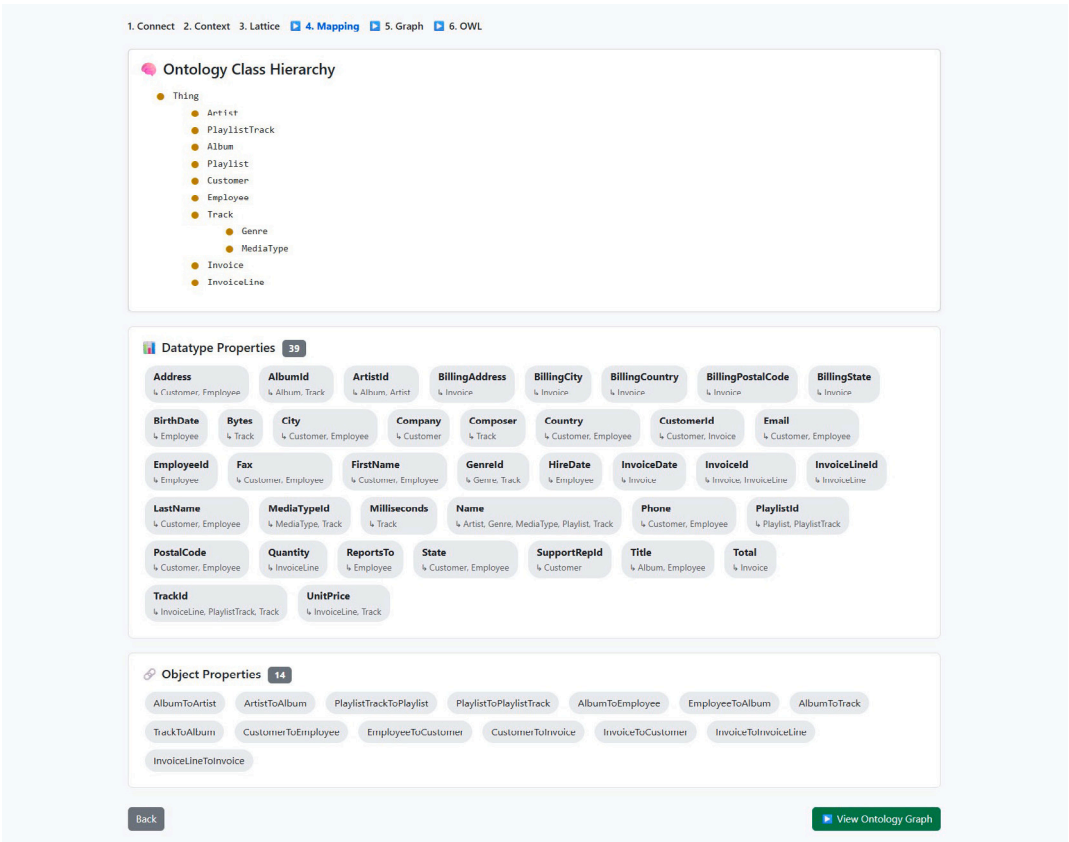 1. Connect 2. Context 3. Lattice 4. Mapping 5. Graph 6. OWL
Ontology Class Hierarchy
Thing
Artist
PlaylistTrack
Album
Playlist
Customer
Employee
Track
Genre
MediaType
Invoice
InvoiceLine
Datatype Properties 39
Address AlbumId ArtistId BillingAddress BillingCity BillingCountry BillingPostalCode BillingState
↳ Customer, Employee ↳ Album, Track ↳ Album, Artist ↳ Invoice ↳ Invoice ↳ Invoice ↳ Invoice ↳ Invoice
BirthDate Bytes City Company Composer Country CustomerId Email
↳ Employee ↳ Track ↳ Customer, Employee ↳ Customer ↳ Track ↳ Customer, Employee ↳ Customer, Invoice ↳ Customer, Employee
EmployeeId Fax FirstName GenreId HireDate InvoiceDate InvoiceId InvoiceLineId
↳ Employee ↳ Customer, Employee ↳ Customer, Employee ↳ Genre, Track ↳ Employee ↳ Invoice ↳ Invoice, InvoiceLine ↳ InvoiceLine
LastName MediaTypeId Milliseconds Name Phone PlaylistId
↳ Customer, Employee ↳ MediaType, Track ↳ Track ↳ Artist, Genre, MediaType, Playlist, Track ↳ Customer, Employee ↳ Playlist, PlaylistTrack
PostalCode Quantity ReportsTo State SupportRepId Title Total
↳ Customer, Employee ↳ InvoiceLine ↳ Employee ↳ Customer, Employee ↳ Customer ↳ Album, Employee ↳ Invoice
TrackId UnitPrice
↳ InvoiceLine, PlaylistTrack, Track ↳ InvoiceLine, Track
Object Properties 14
AlbumToArtist ArtistToAlbum PlaylistTrackToPlaylist PlaylistToPlaylistTrack AlbumToEmployee EmployeeToAlbum AlbumToTrack
TrackToAlbum CustomerToEmployee EmployeeToCustomer CustomerToInvoice InvoiceToCustomer InvoiceToInvoiceLine
InvoiceLineToInvoice
Back View Ontology Graph